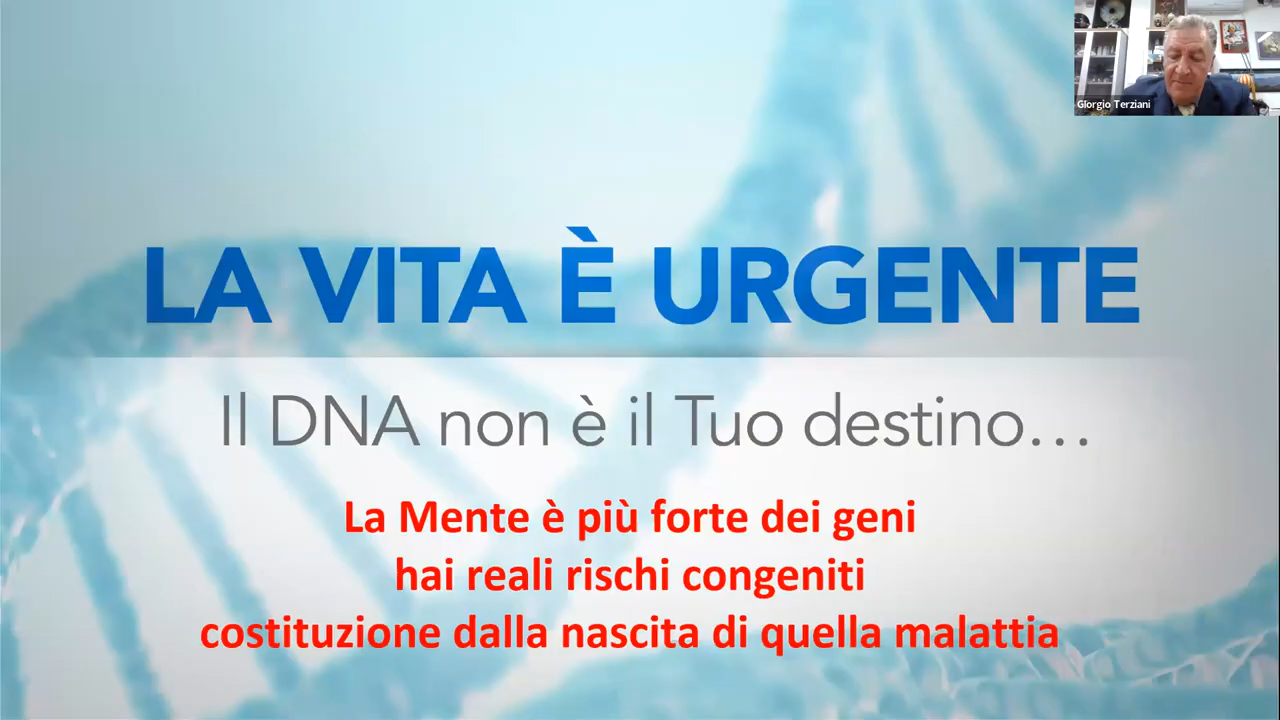 Giorgio Terziani
LA VITA È URGENTE
Il DNA non è il Tuo destino...
La Mente è più forte dei geni
hai reali rischi congeniti
costituzione dalla nascita di quella malattia